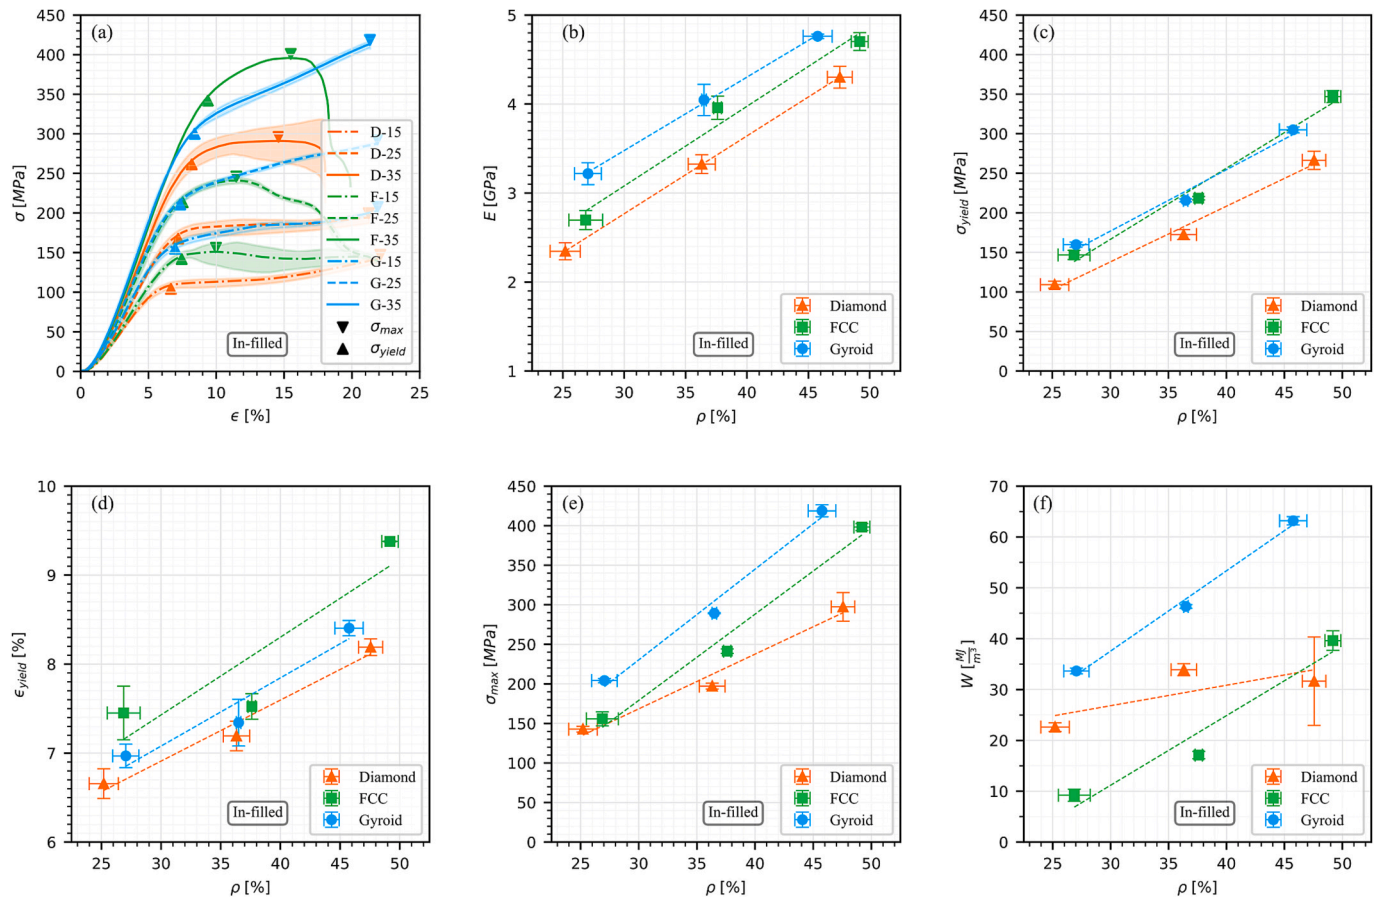 (a)
450
400
350
300
250
200
150
100
50
0
σ [MPa]
0 5 10 15 20 25
ϵ [%]
D-15
D-25
D-35
F-15
F-25
F-35
G-15
G-25
G-35
σmax
σyield
In-filled
(b)
5
4
3
2
1
E [GPa]
25 30 35 40 45 50
ρ [%]
In-filled
Diamond
FCC
Gyroid
(c)
450
400
350
300
250
200
150
100
50
0
σyield [MPa]
25 30 35 40 45 50
ρ [%]
In-filled
Diamond
FCC
Gyroid
(d)
10
9
8
7
6
ϵyield [%]
25 30 35 40 45 50
ρ [%]
In-filled
Diamond
FCC
Gyroid
(e)
450
400
350
300
250
200
150
100
50
0
σmax [MPa]
25 30 35 40 45 50
ρ [%]
In-filled
Diamond
FCC
Gyroid
(f)
70
60
50
40
30
20
10
0
W [MJ/m³]
25 30 35 40 45 50
ρ [%]
In-filled
Diamond
FCC
Gyroid